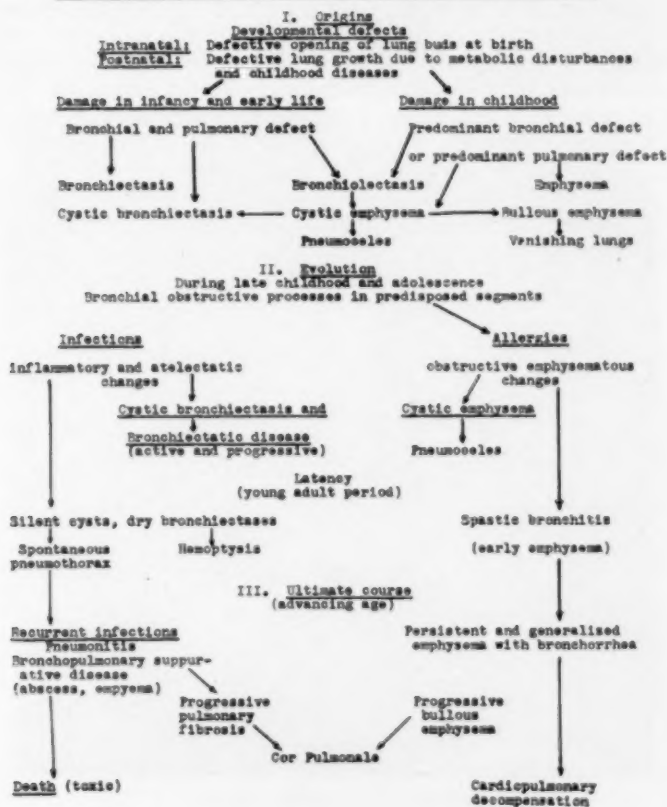 I. Origins
Developmental defects
Intranatal: Defective opening of lung buds at birth
Postnatal: Defective lung growth due to metabolic disturbances
and childhood diseases
Damage in infancy and early life
Damage in childhood
Bronchial and pulmonary defect
Predominant bronchial defect
or predominant pulmonary defect
Bronchiectasis
Bronchiolectasis
Emphysema
Cystic bronchiectasis
Cystic emphysema
Bullous emphysema
Pneumoceles
Vanishing lungs
II. Evolution
During late childhood and adolescence
Bronchial obstructive processes in predisposed segments
Infections
Allergies
inflammatory and atelectatic
changes
obstructive emphysematous
changes
Cystic bronchiectasis and
Cystic emphysema
Bronchiectatic disease
(active and progressive)
Pneumoceles
Latency
(young adult period)
Silent cysts, dry bronchiectases
Spastic bronchitis
Spontaneous
pneumothorax
Hemoptysis
(early emphysema)
III. Ultimate course
(advancing age)
Recurrent infections
Pneumonitis
Bronchopulmonary suppur-
ative disease
(abscess, empyema)
Persistent and generalized
emphysema with bronchorrhea
Progressive
pulmonary
fibrosis
Progressive
bullous
emphysema
Cor Pulmonale
Death (toxic)
Cardiopulmonary
decompensation